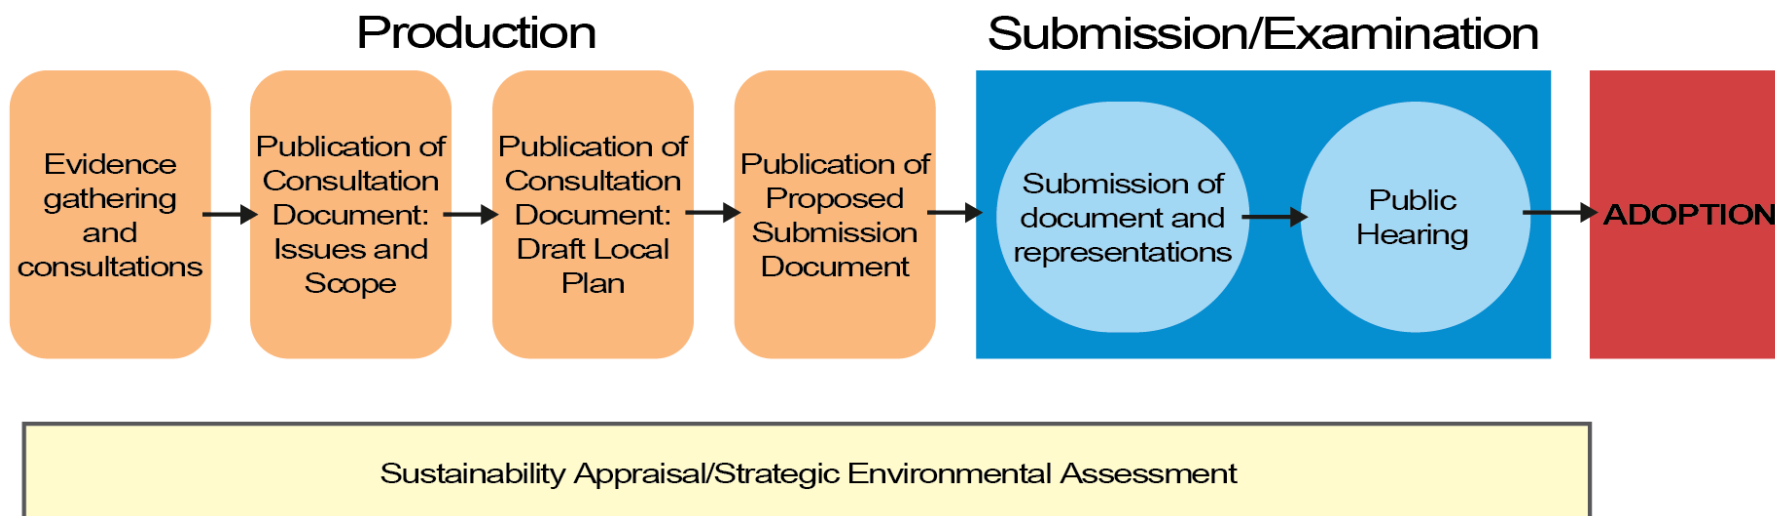 Production
Submission/Examination
Evidence
gathering
and
consultations
Publication of
Consultation
Document:
Issues and
Scope
Publication of
Consultation
Document:
Draft Local
Plan
Publication of
Proposed
Submission
Document
Submission of
document and
representations
Public
Hearing
ADOPTION
Sustainability Appraisal/Strategic Environmental Assessment